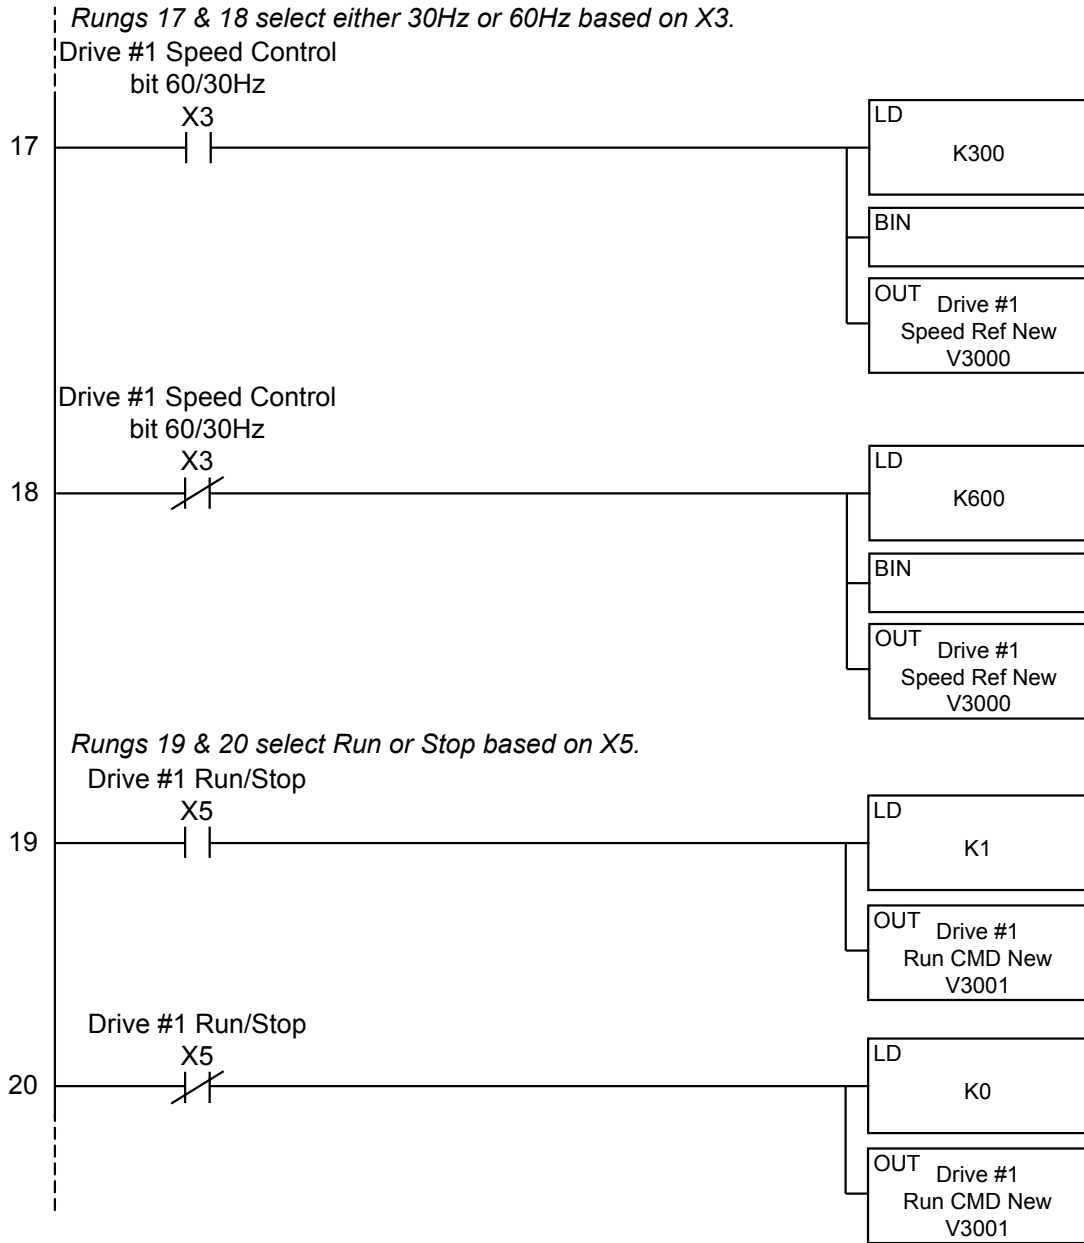 Rungs 17 & 18 select either 30Hz or 60Hz based on X3.
Drive #1 Speed Control
bit 60/30Hz
X3
17
LD
K300
BIN
OUT
Drive #1
Speed Ref New
V3000
Drive #1 Speed Control
bit 60/30Hz
X3
18
LD
K600
BIN
OUT
Drive #1
Speed Ref New
V3000
Rungs 19 & 20 select Run or Stop based on X5.
Drive #1 Run/Stop
X5
19
LD
K1
OUT
Drive #1
Run CMD New
V3001
Drive #1 Run/Stop
X5
20
LD
K0
OUT
Drive #1
Run CMD New
V3001